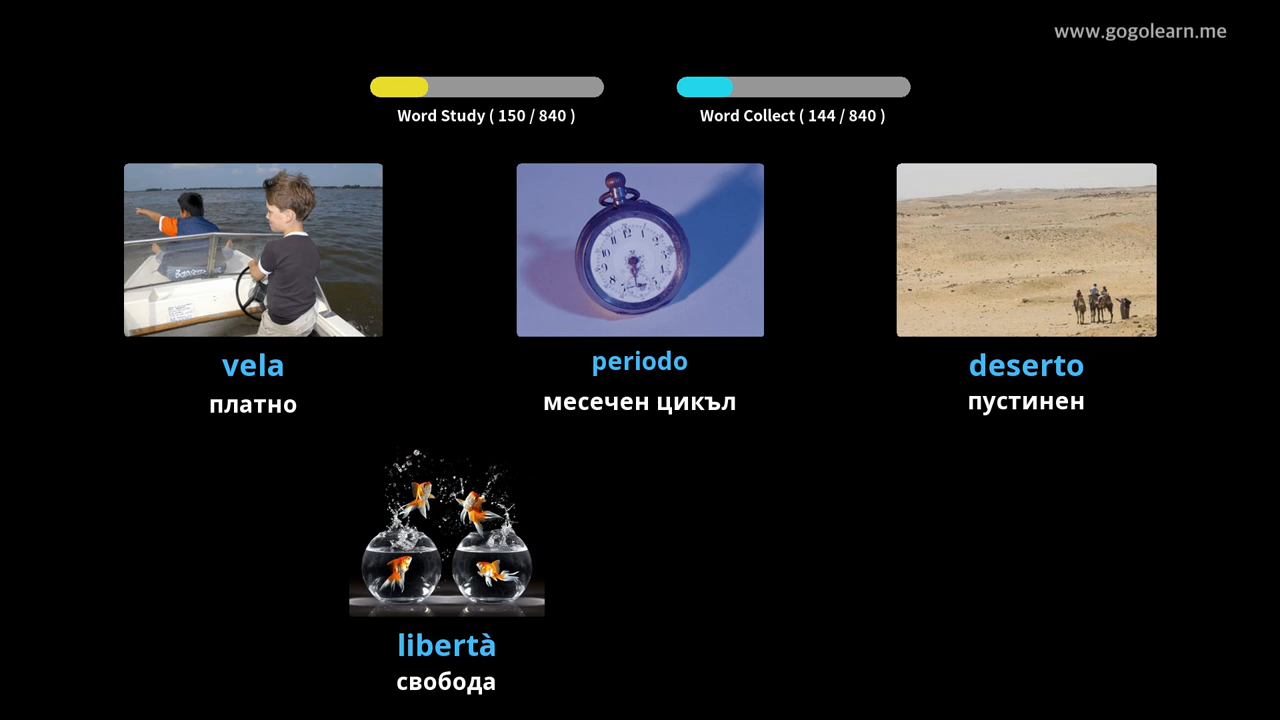 www.gogolearn.me
Word Study ( 150 / 840 )
Word Collect ( 144 / 840 )
vela
платно
periodo
месечен цикъл
deserto
пустинен
libertà
свобода